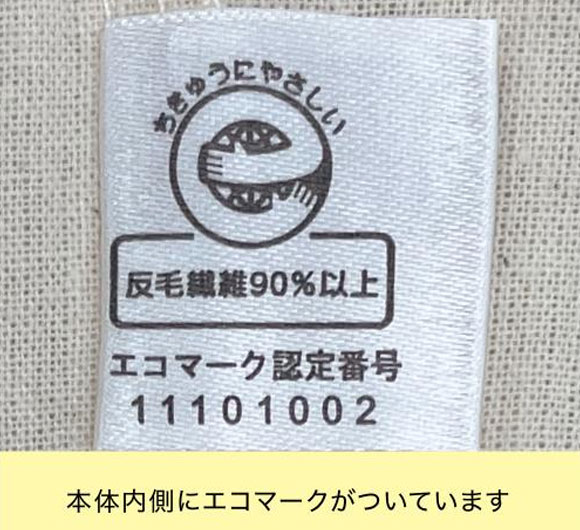 ちきゅうにやさしい
反毛繊維90%以上
エコマーク認定番号
11101002
本体内側にエコマークがついています